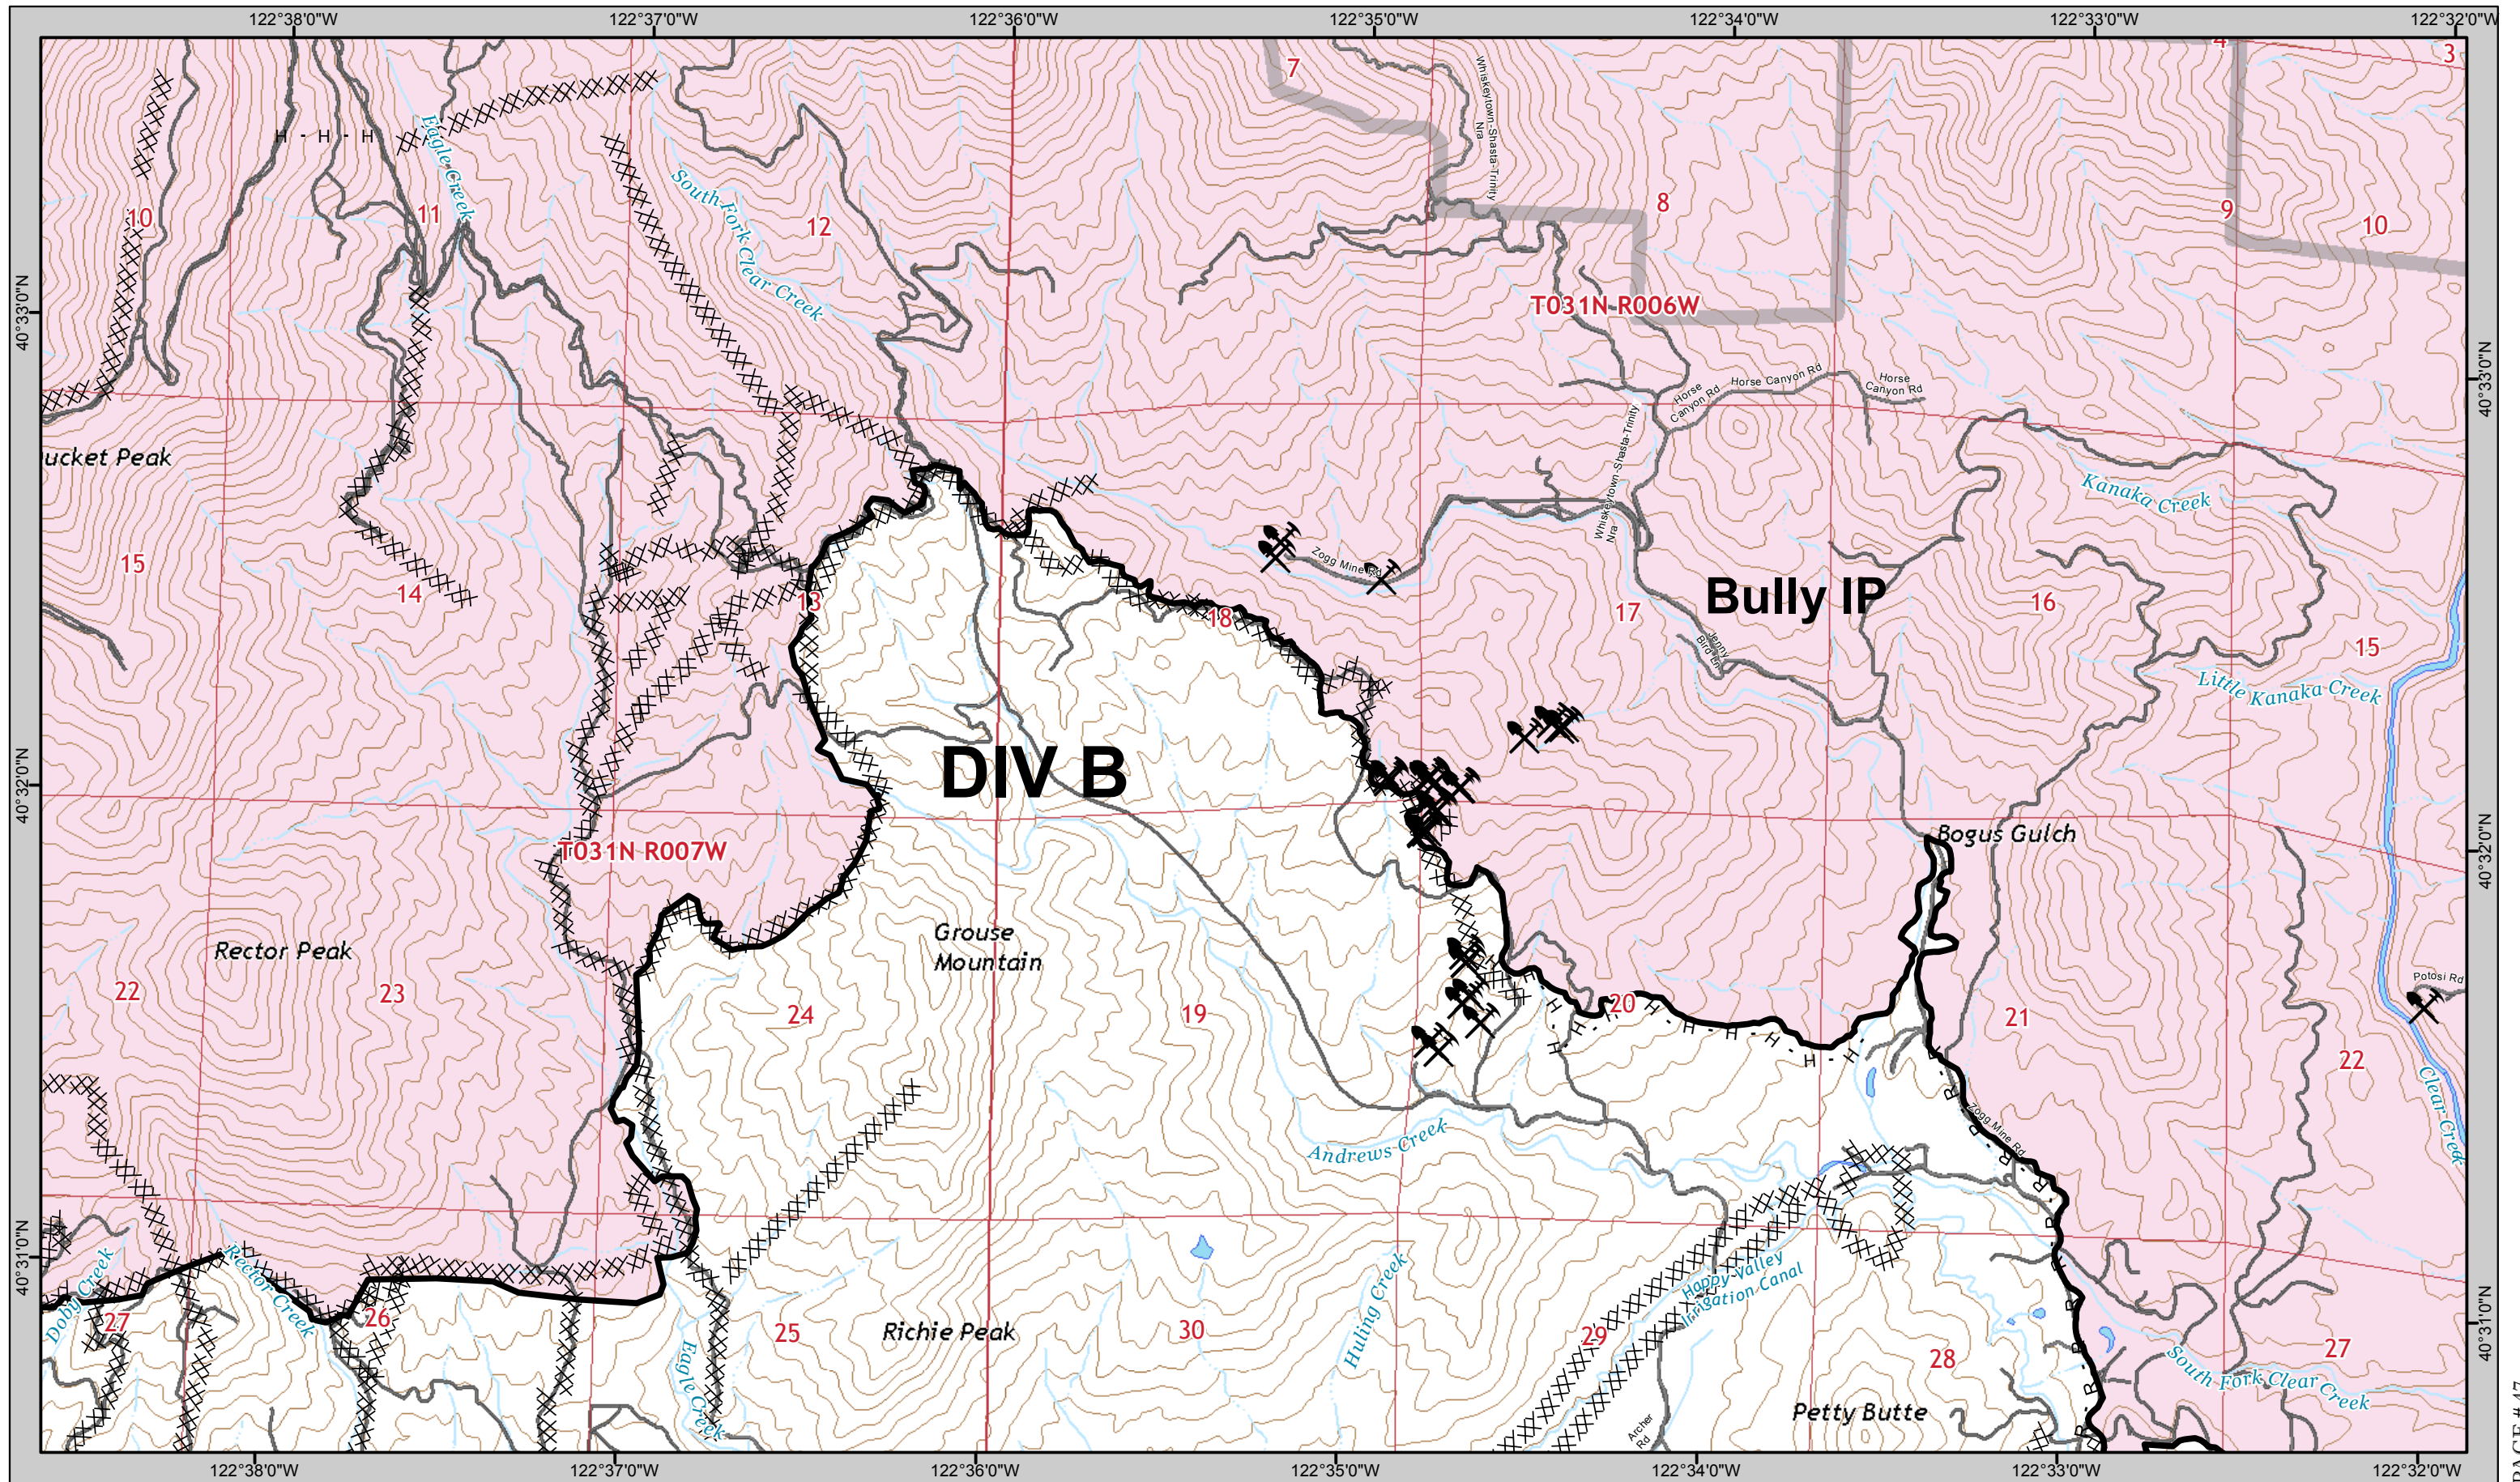 122°38'0"W
122°37'0"W
122°36'0"W
122°35'0"W
122°34'0"W
122°33'0"W
122°32'0"W
7
4
3
Whiskeytown-Shasta-Trinity
Nra
H - H - H
Eagle Creek
South Fork Clear Creek
10
11
12
8
9
10
40°33'0"N
T031N R006W
40°33'0"N
Horse
Canyon Rd
Horse Canyon Rd
Horse
Canyon Rd
Whiskeytown-Shasta-Trinity
Nra
ucket Peak
Kanaka Creek
Zogg Mine Rd
15
14
13
18
17
Bully IP
16
15
Jenny
Bird Ln
Little Kanaka Creek
40°32'0"N
DIV B
Bogus Gulch
40°32'0"N
T031N R007W
Rector Peak
Grouse
Mountain
Potosi Rd
22
23
24
19
20
21
22
Zogg Mine Rd
Clear Creek
Andrews Creek
40°31'0"N
Doby Creek
Rector Creek
Happy Valley
Irrigation Canal
Huling Creek
27
26
25
Richie Peak
30
29
28
27
40°31'0"N
Eagle Creek
South Fork Clear Creek
Petty Butte
Archer
Rd
122°38'0"W
122°37'0"W
122°36'0"W
122°35'0"W
122°34'0"W
122°33'0"W
122°32'0"W